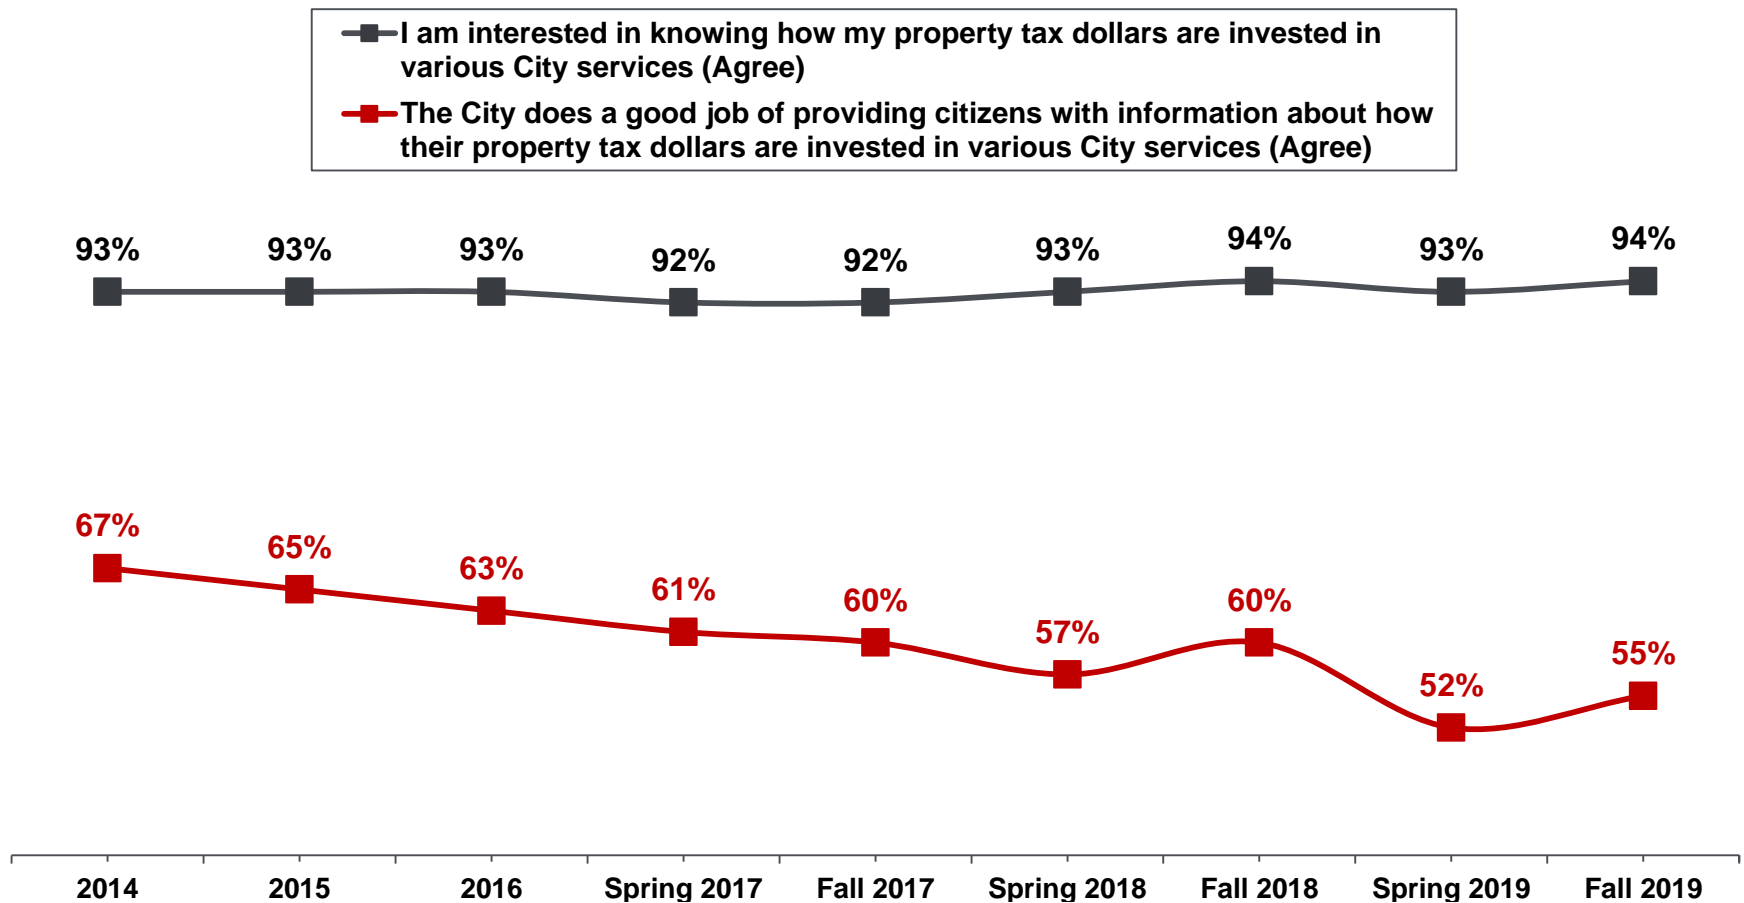 I am interested in knowing how my property tax dollars are invested in
various City services (Agree)
The City does a good job of providing citizens with information about how
their property tax dollars are invested in various City services (Agree)
93% 93% 93% 92% 92% 93% 94% 93% 94%
67% 65% 63% 61% 60% 57% 60% 52% 55%
2014 2015 2016 Spring 2017 Fall 2017 Spring 2018 Fall 2018 Spring 2019 Fall 2019